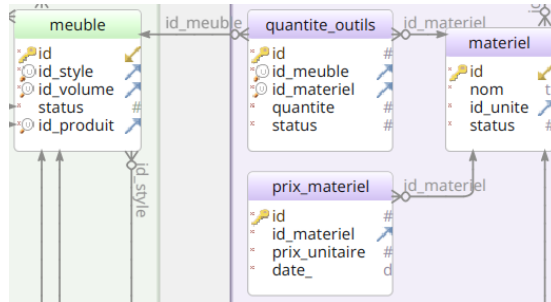 meuble
id
id_style
id_volume
status #
id_produit
id_meuble
quantite_outils
id #
id_meuble
id_materiel
quantite #
status #
id_materiel
materiel
id
nom t
id_unite
status #
id_style
prix_materiel
id #
id_materiel
prix_unitaire #
date_ d
id_materiel